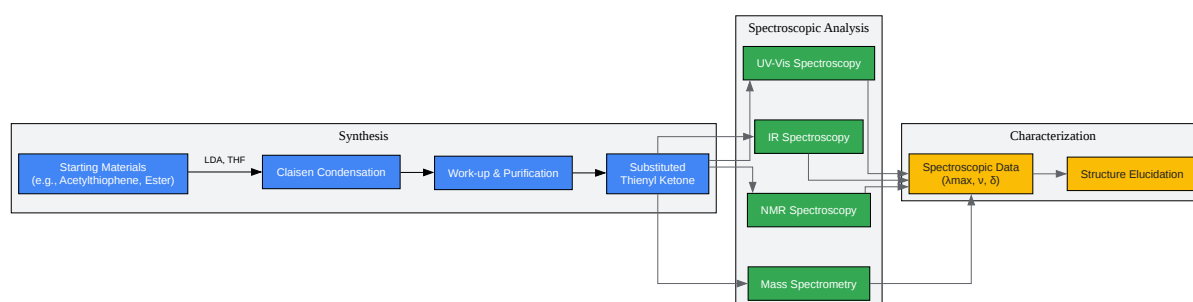 Spectroscopic Analysis
UV-Vis Spectroscopy
IR Spectroscopy
NMR Spectroscopy
Mass Spectrometry
Synthesis
Starting Materials
(e.g., Acetylthiophene, Ester)
LDA, THF
Claisen Condensation
Work-up & Purification
Substituted
Thienyl Ketone
Characterization
Spectroscopic Data
(λmax, ν, δ)
Structure Elucidation